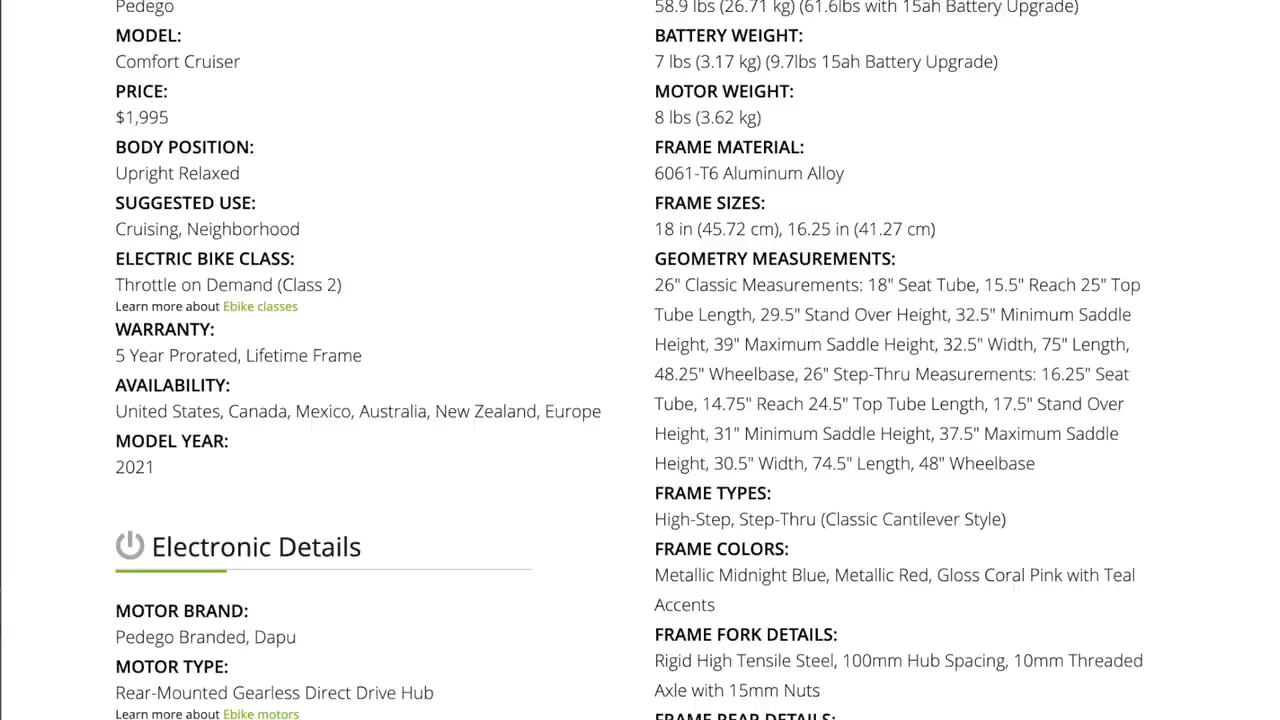 Pedego
MODEL:
Comfort Cruiser
PRICE:
$1,995
BODY POSITION:
Upright Relaxed
SUGGESTED USE:
Cruising, Neighborhood
ELECTRIC BIKE CLASS:
Throttle on Demand (Class 2)
Learn more about Ebike classes
WARRANTY:
5 Year Prorated, Lifetime Frame
AVAILABILITY:
United States, Canada, Mexico, Australia, New Zealand, Europe
MODEL YEAR:
2021
Electronic Details
MOTOR BRAND:
Pedego Branded, Dapu
MOTOR TYPE:
Rear-Mounted Gearless Direct Drive Hub
Learn more about Ebike motors
58.9 lbs (26.71 kg) (61.6lbs with 15ah Battery Upgrade)
BATTERY WEIGHT:
7 lbs (3.17 kg) (9.7lbs 15ah Battery Upgrade)
MOTOR WEIGHT:
8 lbs (3.62 kg)
FRAME MATERIAL:
6061-T6 Aluminum Alloy
FRAME SIZES:
18 in (45.72 cm), 16.25 in (41.27 cm)
GEOMETRY MEASUREMENTS:
26" Classic Measurements: 18" Seat Tube, 15.5" Reach 25" Top
Tube Length, 29.5" Stand Over Height, 32.5" Minimum Saddle
Height, 39" Maximum Saddle Height, 32.5" Width, 75" Length,
48.25" Wheelbase, 26" Step-Thru Measurements: 16.25" Seat
Tube, 14.75" Reach 24.5" Top Tube Length, 17.5" Stand Over
Height, 31" Minimum Saddle Height, 37.5" Maximum Saddle
Height, 30.5" Width, 74.5" Length, 48" Wheelbase
FRAME TYPES:
High-Step, Step-Thru (Classic Cantilever Style)
FRAME COLORS:
Metallic Midnight Blue, Metallic Red, Gloss Coral Pink with Teal
Accents
FRAME FORK DETAILS:
Rigid High Tensile Steel, 100mm Hub Spacing, 10mm Threaded
Axle with 15mm Nuts
FRAME REAR DETAILS: